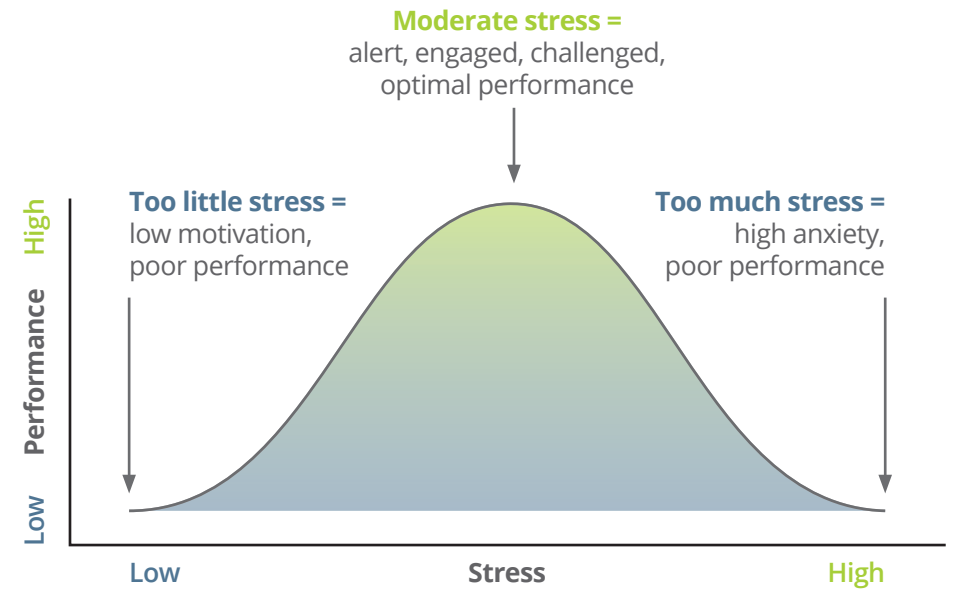 Moderate stress =
alert, engaged, challenged,
optimal performance
Too little stress =
low motivation,
poor performance
Too much stress =
high anxiety,
poor performance
High
Performance
Low
Low
Stress
High